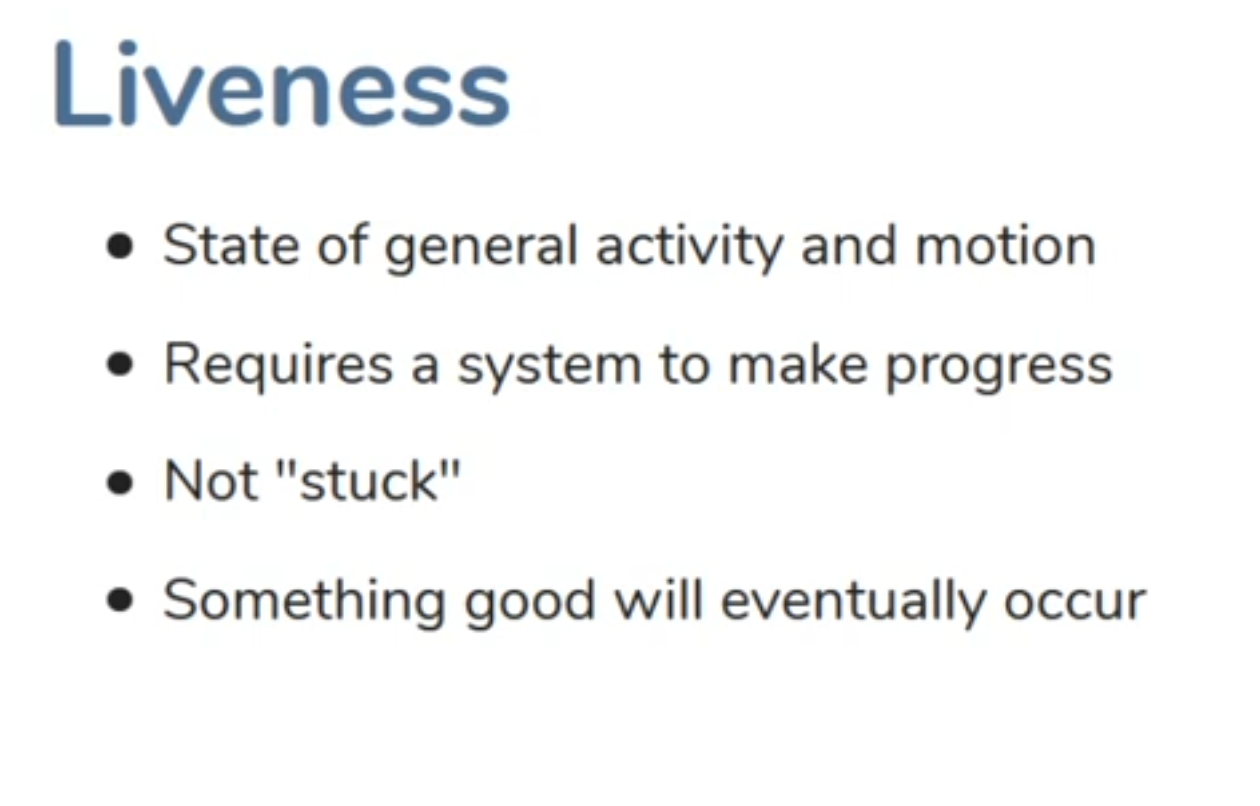 Liveness
State of general activity and motion
Requires a system to make progress
Not "stuck"
Something good will eventually occur